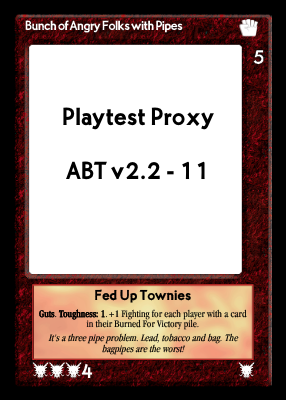 Bunch of Angry Folks with Pipes
5
Playtest Proxy
ABT v2.2 - 11
Fed Up Townies
Guts. Toughness: 1. +1 Fighting for each player with a card
in their Burned For Victory pile.
It's a three pipe problem. Lead, tobacco and bag. The
bagpipes are the worst!
4